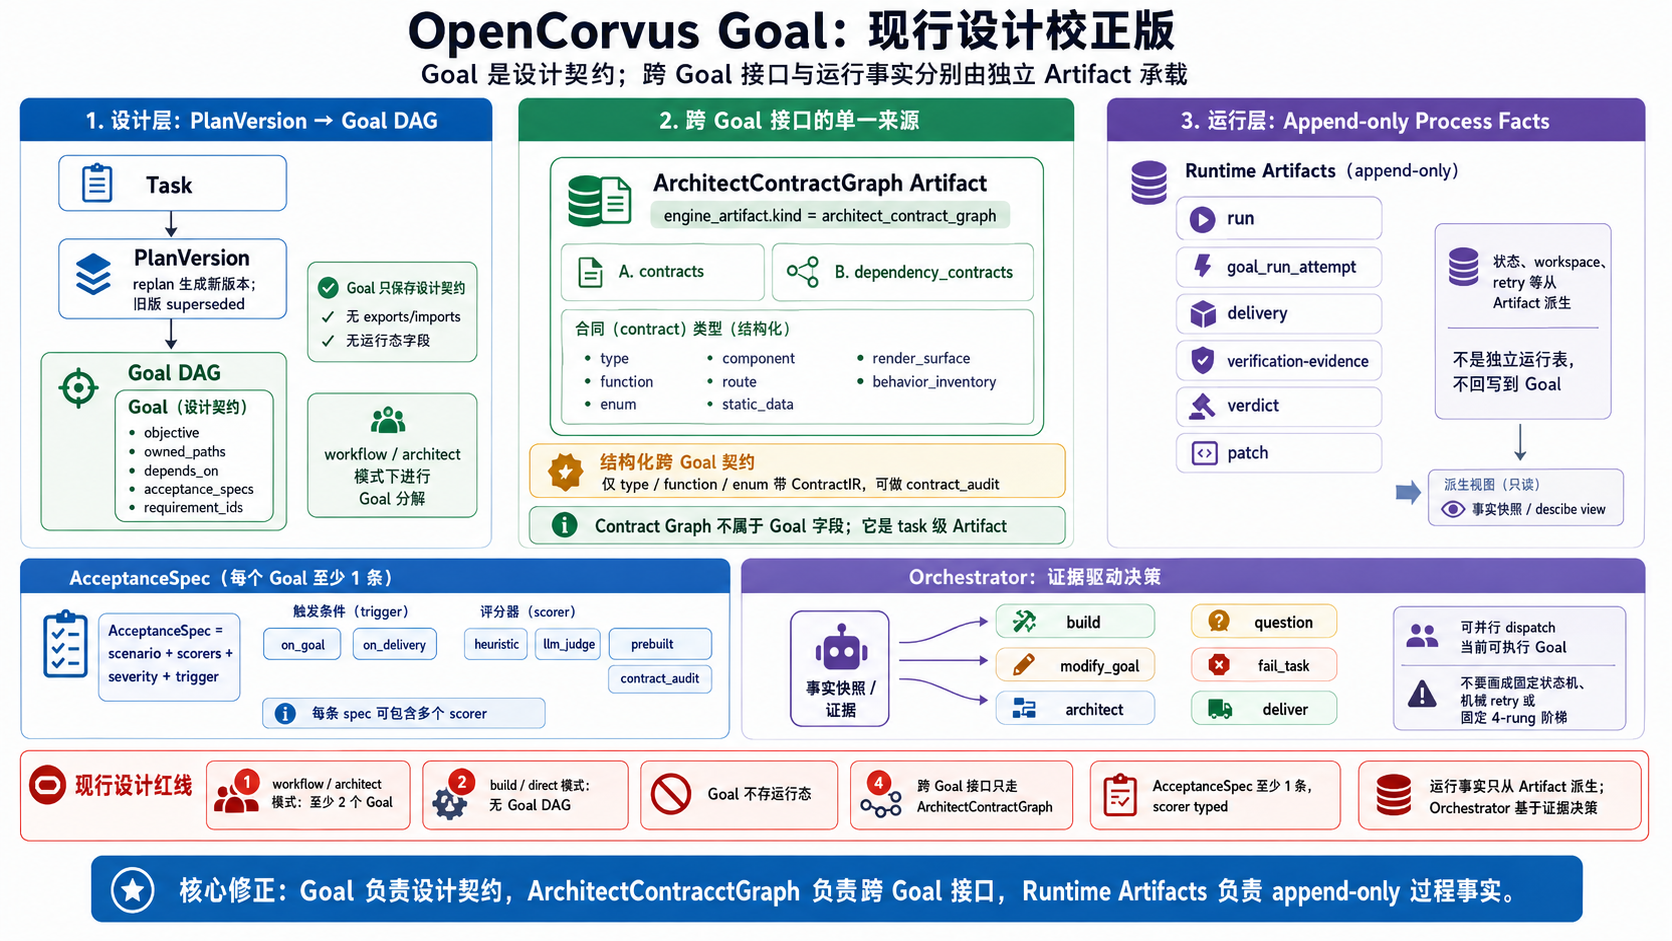 OpenCorvus Goal：现行设计校正版
Goal 是设计契约；跨 Goal 接口与运行事实分别由独立 Artifact 承载
1. 设计层：PlanVersion → Goal DAG
Task
PlanVersion
replan 生成新版本；
旧版 superseded
Goal DAG
Goal（设计契约）
• objective
• owned_paths
• depends_on
• acceptance_specs
• requirement_ids
Goal 只保存设计契约
✓ 无 exports/imports
✓ 无运行态字段
workflow / architect
模式下进行
Goal 分解
2. 跨 Goal 接口的单一来源
ArchitectContractGraph Artifact
engine_artifact.kind = architect_contract_graph
A. contracts
B. dependency_contracts
合同（contract）类型（结构化）
• type
• function
• enum
• component
• route
• static_data
• render_surface
• behavior_inventory
结构化跨 Goal 契约
仅 type / function / enum 带 ContractIR，可做 contract_audit
Contract Graph 不属于 Goal 字段；它是 task 级 Artifact
3. 运行层：Append-only Process Facts
Runtime Artifacts（append-only）
run
goal_run_attempt
delivery
verification-evidence
verdict
patch
状态、workspace、
retry 等从
Artifact 派生
不是独立运行表，
不回写到 Goal
派生视图（只读）
事实快照 / descibe view
AcceptanceSpec（每个 Goal 至少 1 条）
AcceptanceSpec =
scenario + scorers +
severity + trigger
触发条件（trigger）
on_goal
on_delivery
评分器（scorer）
heuristic
llm_judge
prebuilt
contract_audit
每条 spec 可包含多个 scorer
Orchestrator：证据驱动决策
事实快照 /
证据
build
modify_goal
architect
question
fail_task
deliver
可并行 dispatch
当前可执行 Goal
不要画成固定状态机、
机械 retry 或
固定 4-rung 阶梯
现行设计红线
1
workflow / architect
模式：至少 2 个 Goal
2
build / direct 模式：
无 Goal DAG
Goal 不存运行态
4
跨 Goal 接口只走
ArchitectContractGraph
AcceptanceSpec 至少 1 条，
scorer typed
运行事实只从 Artifact 派生；
Orchestrator 基于证据决策
核心修正：Goal 负责设计契约，ArchitectContracctGraph 负责跨 Goal 接口，Runtime Artifacts 负责 append-only 过程事实。